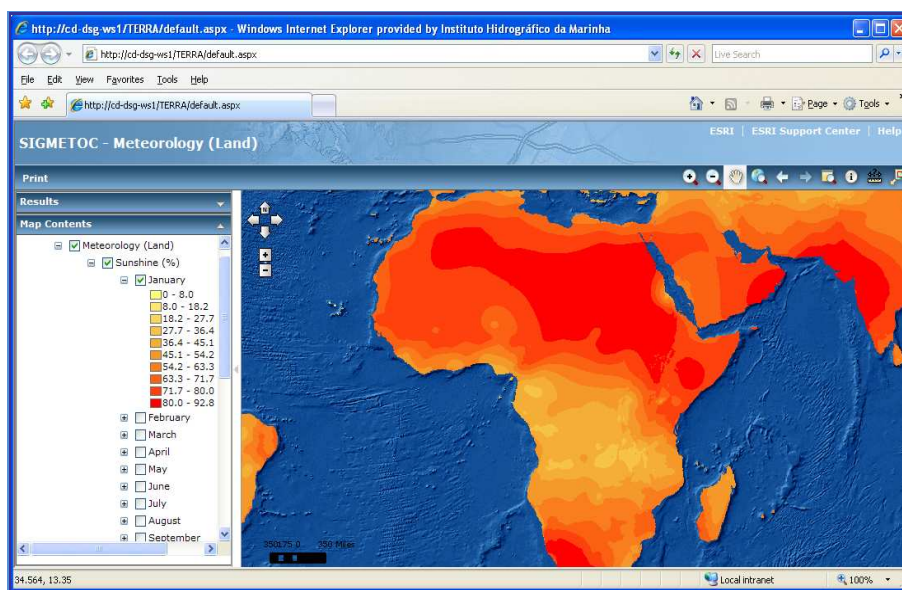 http://cd-dsg-ws1/TERRA/default.aspx - Windows Internet Explorer provided by Instituto Hidrográfico da Marinha
http://cd-dsg-ws1/TERRA/default.aspx
Live Search
File Edit View Favorites Tools Help
http://cd-dsg-ws1/TERRA/default.aspx
Page Tools
ESRI | ESRI Support Center | Help
SIGMETOC - Meteorology (Land)
Print
Results
Map Contents
Meteorology (Land)
Sunshine (%)
January
0 - 8.0
8.0 - 18.2
18.2 - 27.7
27.7 - 36.4
36.4 - 45.1
45.1 - 54.2
54.2 - 63.3
63.3 - 71.7
71.7 - 80.0
80.0 - 92.8
February
March
April
May
June
July
August
September
N
350175 0 350 Miles
34.564, 13.35
Local intranet
100%